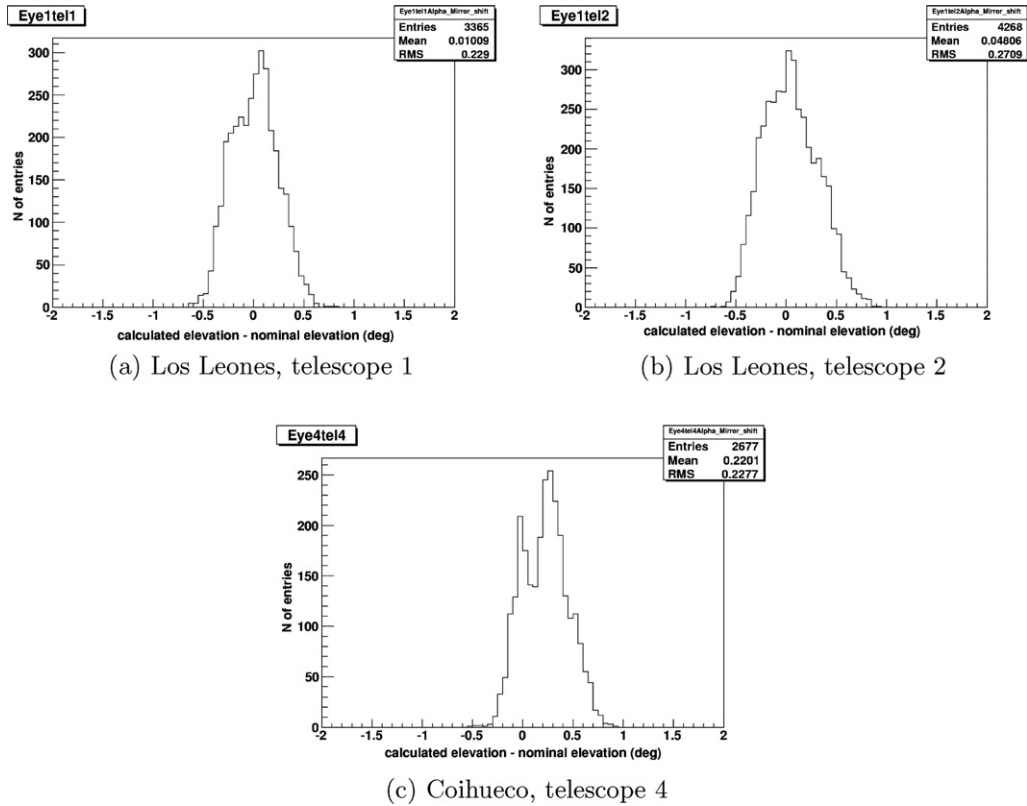 Eye1tel1
Eye1tel1Alpha_Mirror_shift
Entries 3365
Mean 0.01009
RMS 0.229
N of entries
300
250
200
150
100
50
0
-2 -1.5 -1 -0.5 0 0.5 1 1.5 2
calculated elevation - nominal elevation (deg)
(a) Los Leones, telescope 1
Eye1tel2
Eye1tel2Alpha_Mirror_shift
Entries 4268
Mean 0.04806
RMS 0.2709
N of entries
300
250
200
150
100
50
0
-2 -1.5 -1 -0.5 0 0.5 1 1.5 2
calculated elevation - nominal elevation (deg)
(b) Los Leones, telescope 2
Eye4tel4
Eye4tel4Alpha_Mirror_shift
Entries 2677
Mean 0.2201
RMS 0.2277
N of entries
250
200
150
100
50
0
-2 -1.5 -1 -0.5 0 0.5 1 1.5 2
calculated elevation - nominal elevation (deg)
(c) Coihueco, telescope 4